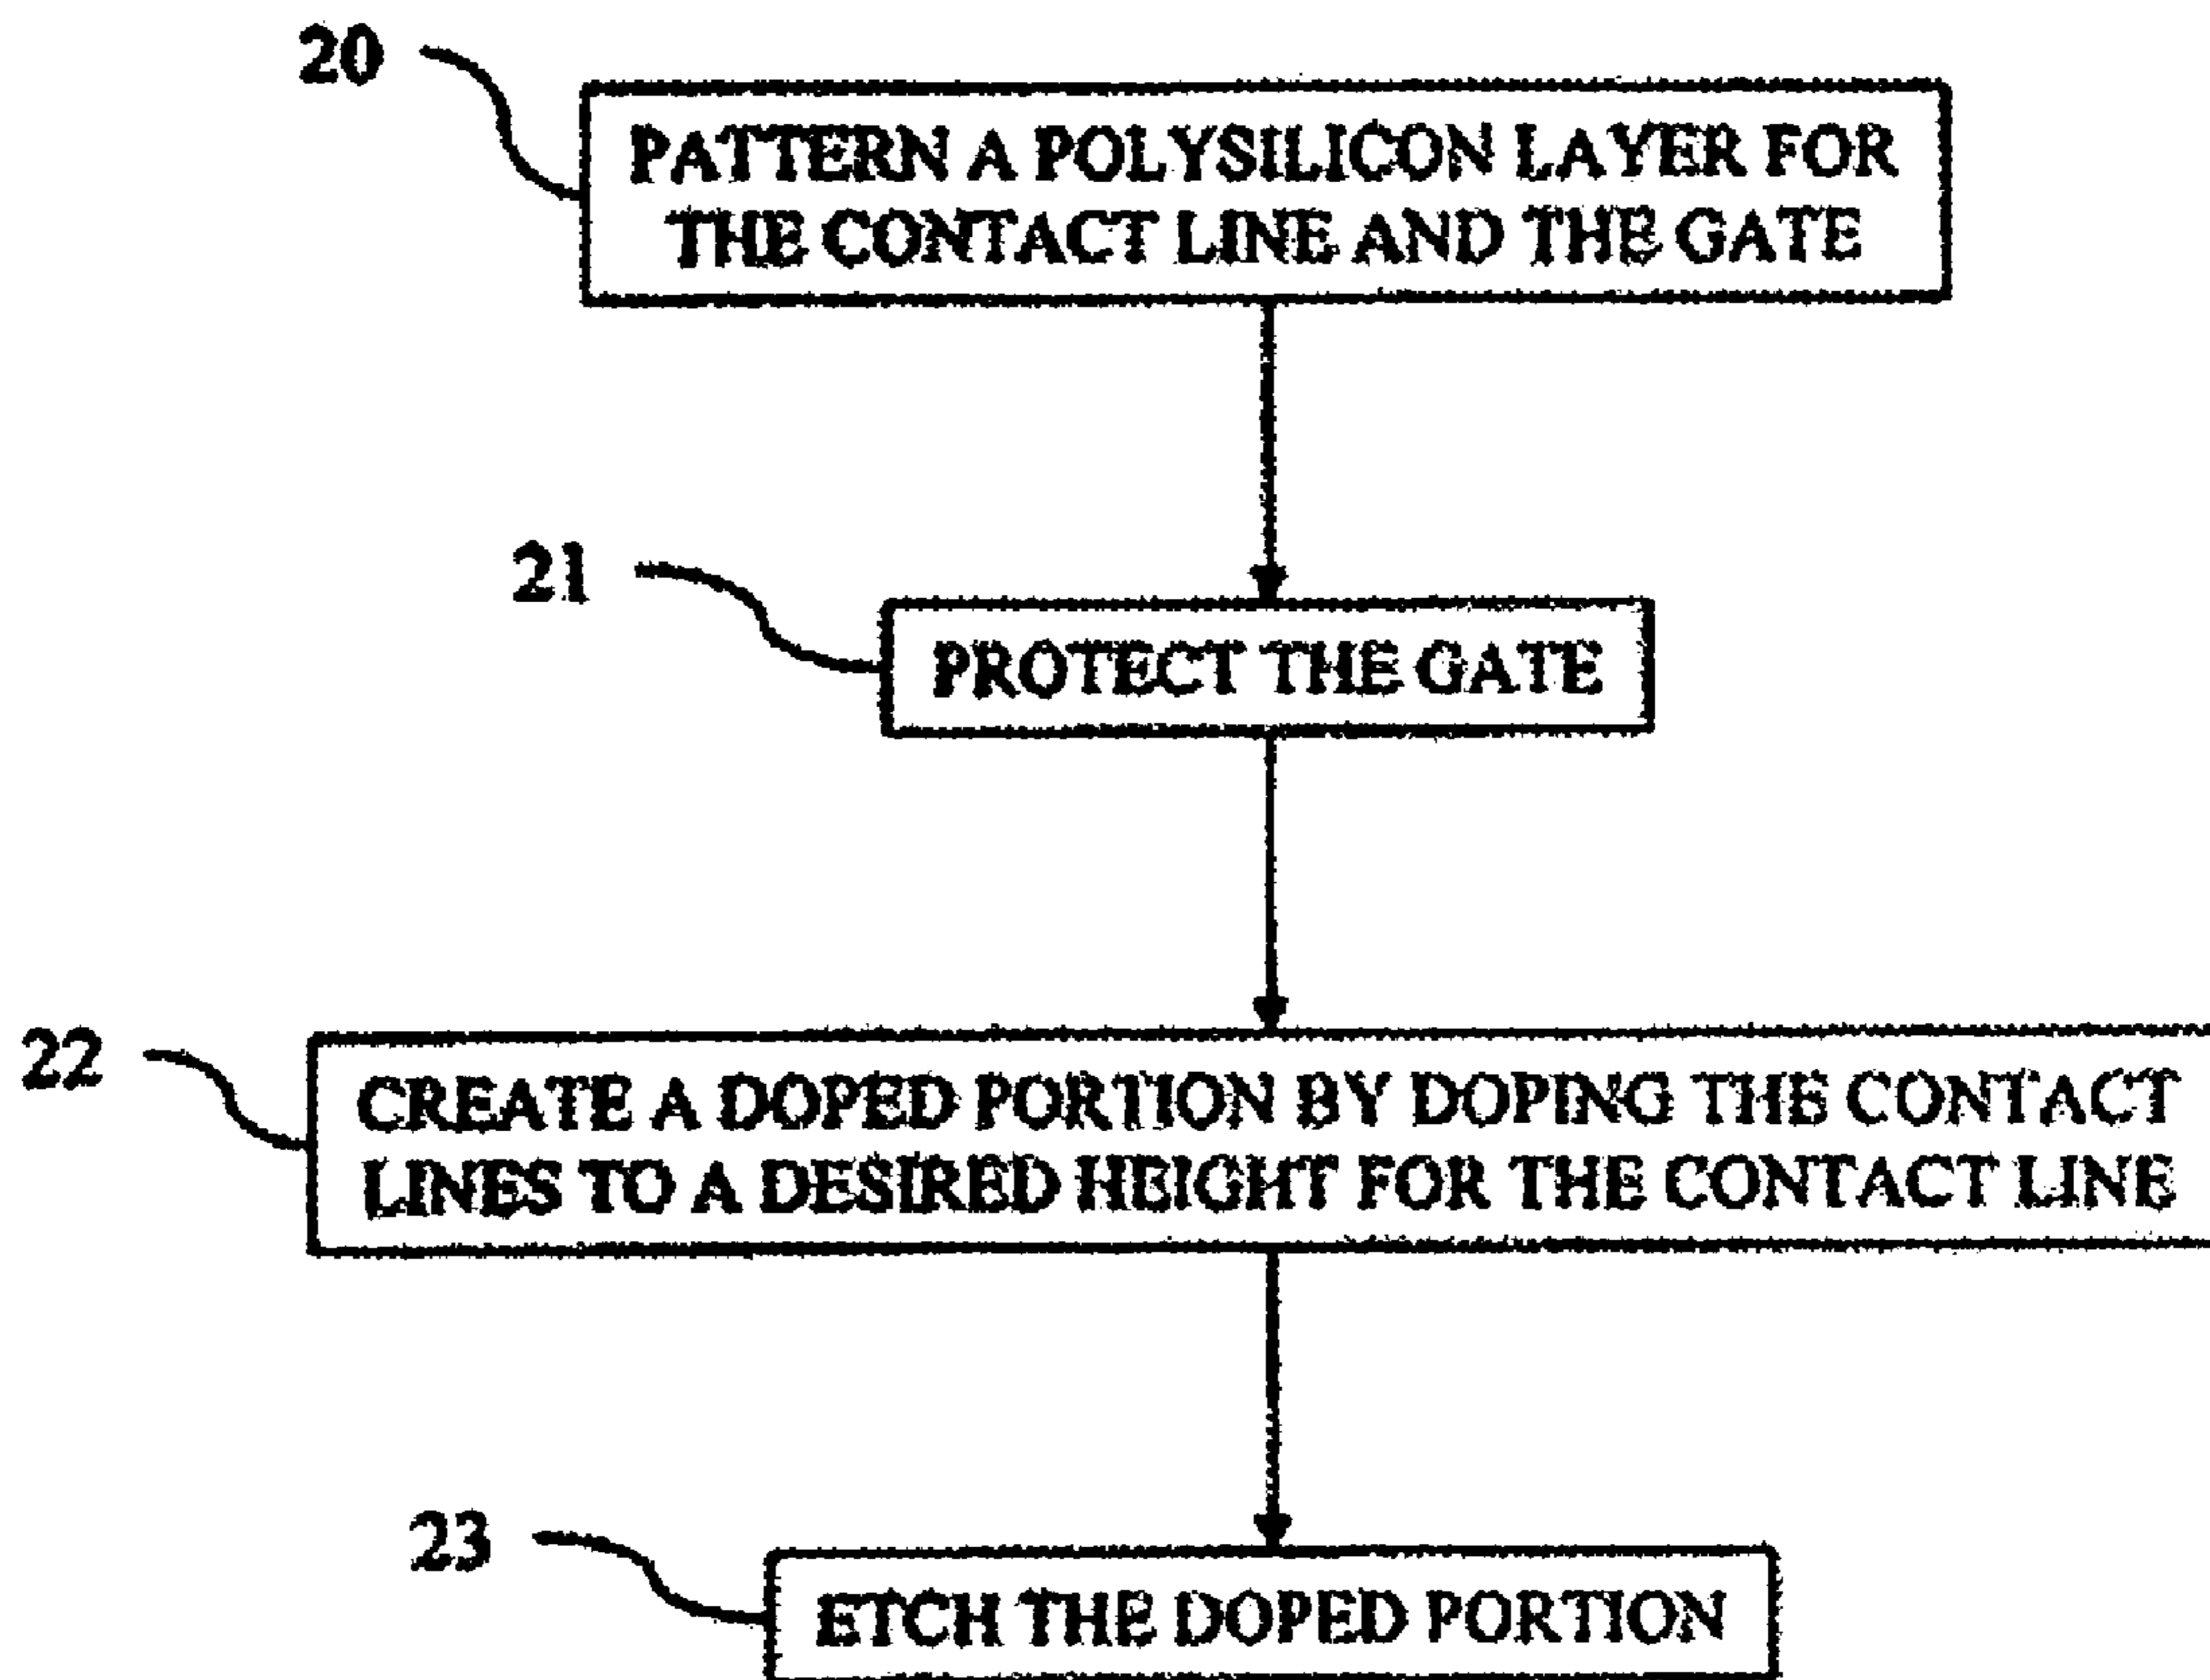 20
PATTERN A POLYSILICON LAYER FOR
THE CONTACT LINE AND THE GATE
21
PROTECT THE GATE
22
CREATE A DOPED PORTION BY DOPING THE CONTACT
LINES TO A DESIRED HEIGHT FOR THE CONTACT LINE
23
ETCH THE DOPED PORTION